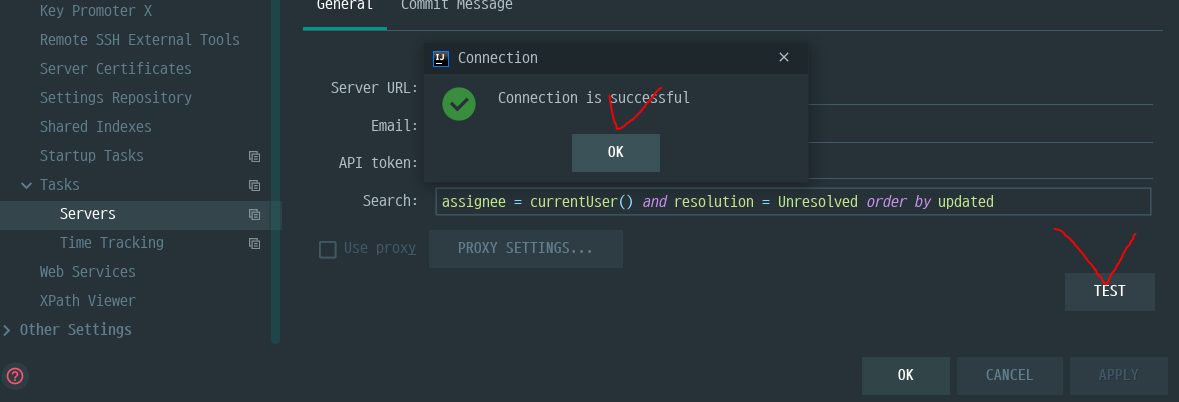 General Commit Message
Key Promoter X
Remote SSH External Tools
Server Certificates
Settings Repository
Shared Indexes
Startup Tasks
Tasks
Servers
Time Tracking
Web Services
XPath Viewer
Other Settings
IJ Connection
Connection is successful
OK
Server URL:
Email:
API token:
Search: assignee = currentUser() and resolution = Unresolved order by updated
Use proxy PROXY SETTINGS...
TEST
? OK CANCEL APPLY